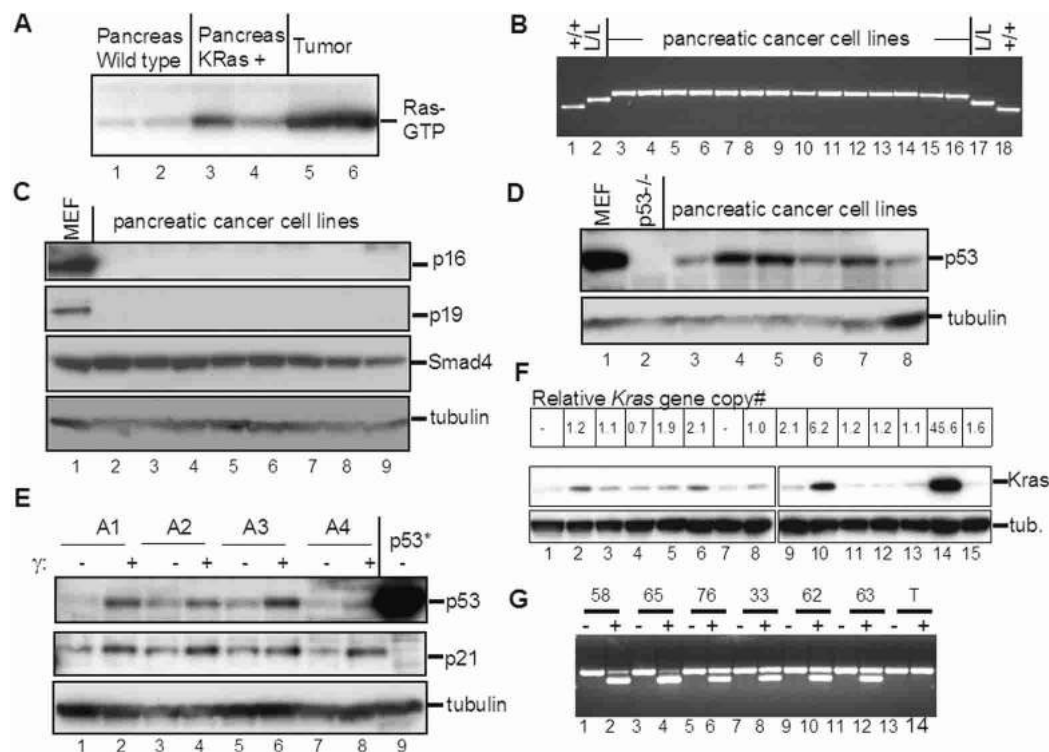 A
Pancreas Pancreas Tumor
Wild type KRas +
Ras-
GTP
1 2 3 4 5 6
B
+/+ L/L pancreatic cancer cell lines L/L +/+
1 2 3 4 5 6 7 8 9 10 11 12 13 14 15 16 17 18
C
MEF pancreatic cancer cell lines
p16
p19
Smad4
tubulin
1 2 3 4 5 6 7 8 9
D
MEF p53-/- pancreatic cancer cell lines
p53
tubulin
1 2 3 4 5 6 7 8
F
Relative Kras gene copy#
- 1.2 1.1 0.7 1.9 2.1 - 1.0 2.1 6.2 1.2 1.2 1.1 45.6 1.6
Kras
tub.
1 2 3 4 5 6 7 8 9 10 11 12 13 14 15
E
A1 A2 A3 A4 p53*
γ: - + - + - + - + -
p53
p21
tubulin
1 2 3 4 5 6 7 8 9
G
58 65 76 33 62 63 T
- + - + - + - + - + - + - +
1 2 3 4 5 6 7 8 9 10 11 12 13 14